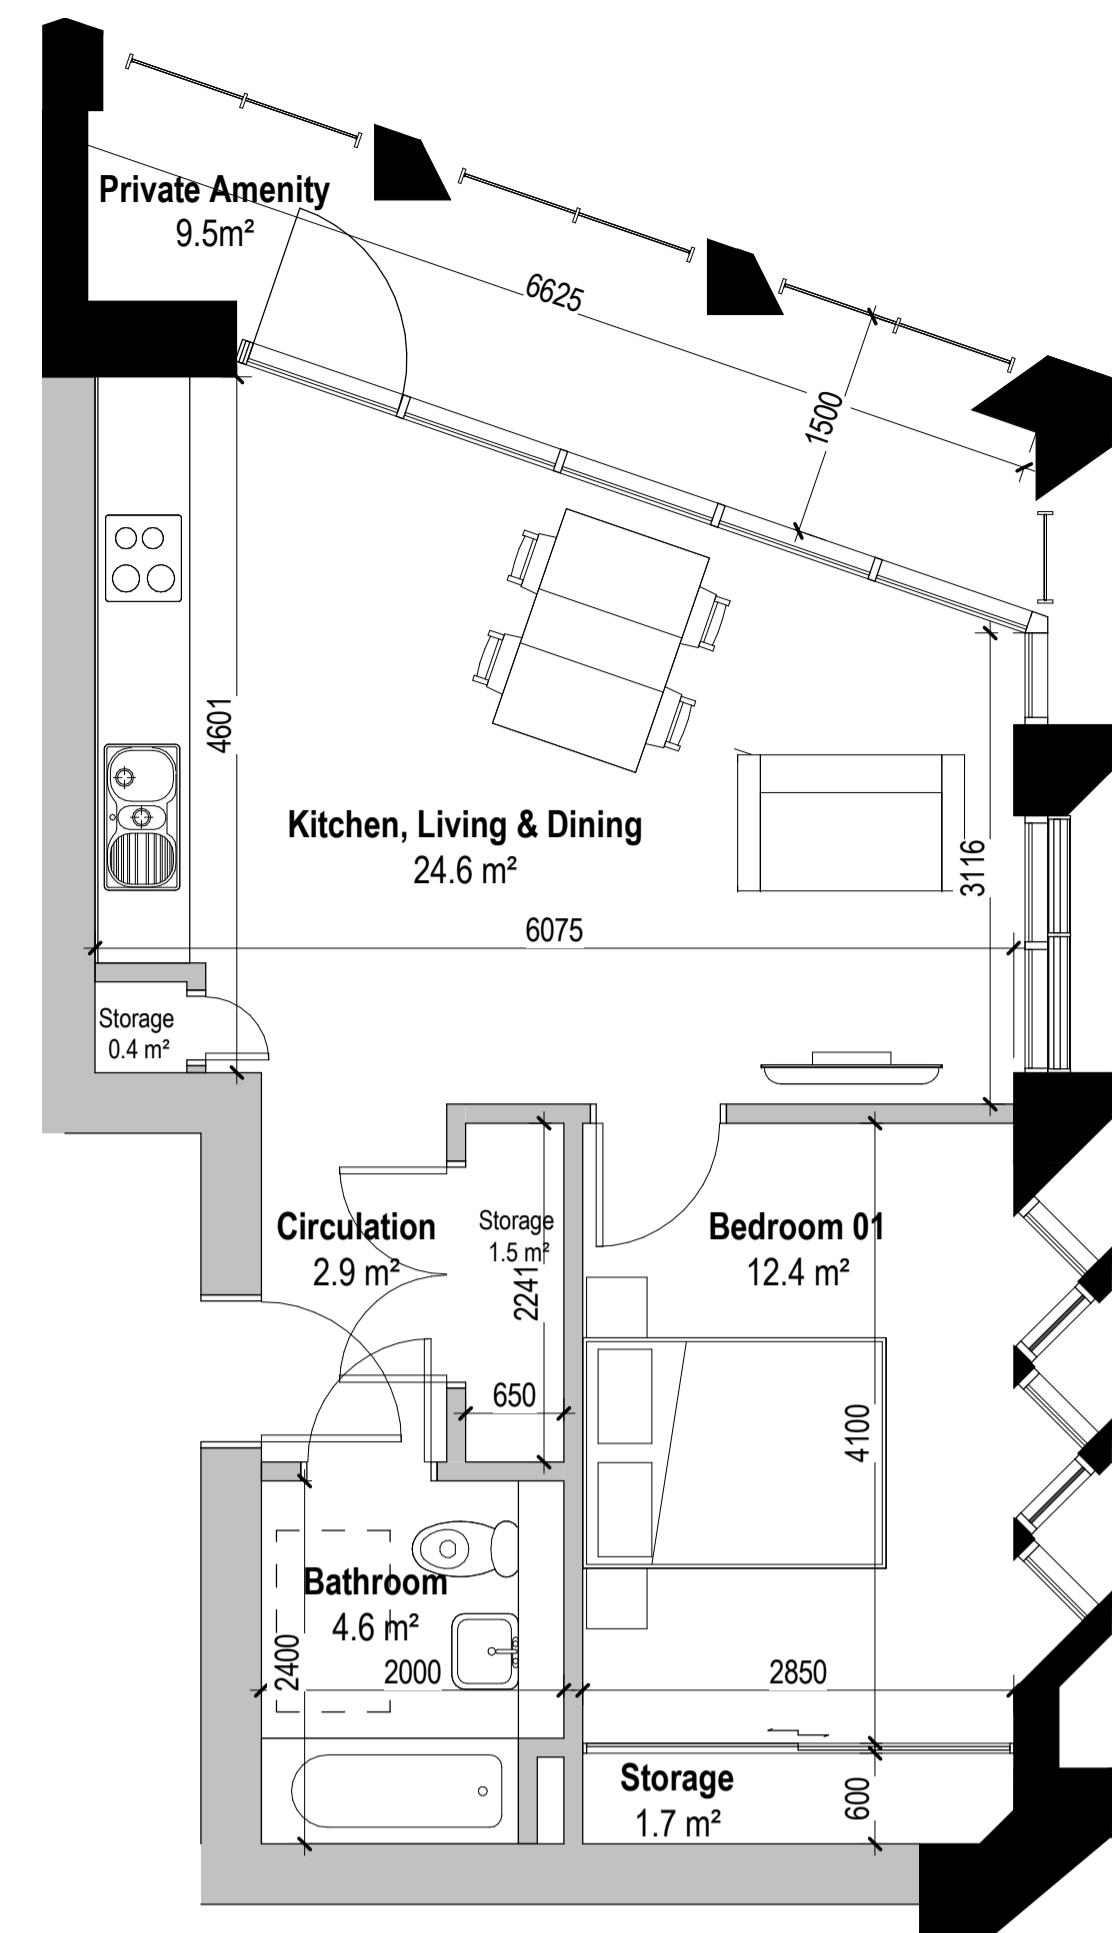 Private Amenity
9.5m²
6625
1500
4601
Kitchen, Living & Dining
24.6 m²
3116
6075
Storage
0.4 m²
Circulation
2.9 m²
Storage
1.5 m²
2241
Bedroom 01
12.4 m²
650
4100
Bathroom
4.6 m²
2400
2000
2850
Storage
1.7 m²
600